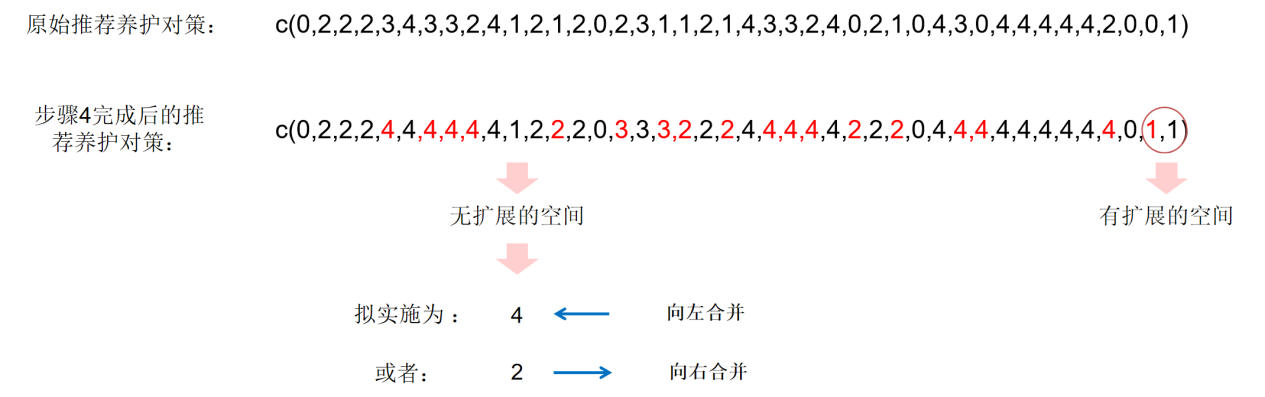 原始推荐养护对策： c(0,2,2,2,3,4,3,3,2,4,1,2,1,2,0,2,3,1,1,2,1,4,3,3,2,4,0,2,1,0,4,3,0,4,4,4,4,4,2,0,0,1)
步骤4完成后的推
荐养护对策： c(0,2,2,2,4,4,4,4,4,4,1,2,2,2,0,3,3,3,2,2,2,4,4,4,4,4,2,2,2,0,4,4,4,4,4,4,4,4,4,0,1,1)
无扩展的空间 有扩展的空间
拟实施为： 4 向左合并
或者： 2 向右合并